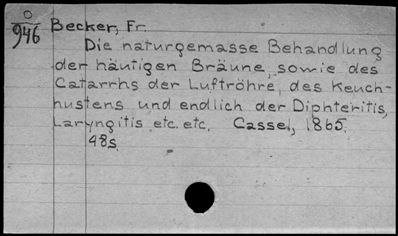 O
946
Becker, Fr.
Die naturgemasse Behandlung
der häutigen Bräune, sowie des
Catarrhs der Luftröhre, des Keuch-
hustens und endlich der Diphteritis,
Laryngitis etc. etc. Cassel, 1865.
48s.